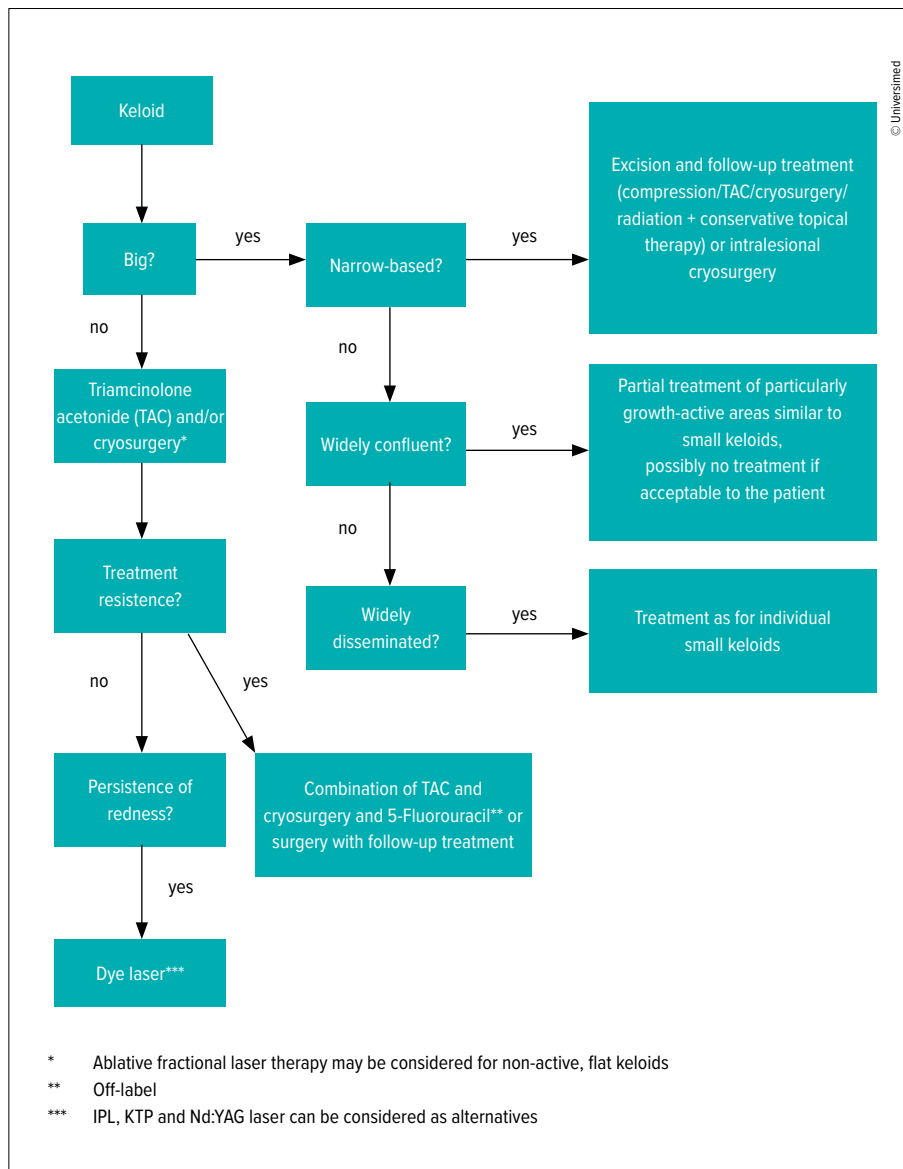 © Universimed
Keloid
Big?
yes
Narrow-based?
yes
Excision and follow-up treatment
(compression/TAC/cryosurgery/
radiation + conservative topical
therapy) or intralesional
cryosurgery
no
no
Triamcinolone
acetonide (TAC) and/or
cryosurgery*
Widely confluent?
yes
Partial treatment of particularly
growth-active areas similar to
small keloids,
possibly no treatment if
acceptable to the patient
no
Treatment
resistence?
Widely
disseminated?
yes
Treatment as for individual
small keloids
no
yes
Persistence of
redness?
Combination of TAC and
cryosurgery and 5-Fluorouracil** or
surgery with follow-up treatment
yes
Dye laser***
* Ablative fractional laser therapy may be considered for non-active, flat keloids
** Off-label
*** IPL, KTP and Nd:YAG laser can be considered as alternatives